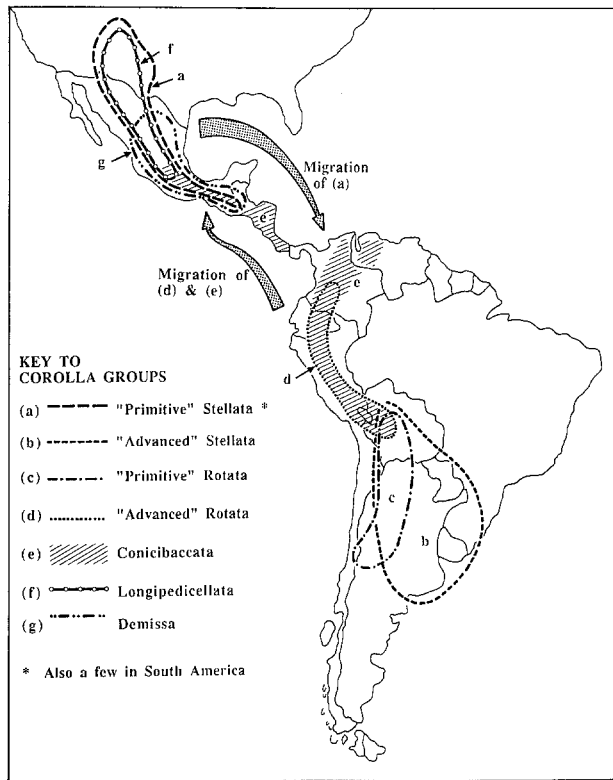 f
a
g
Migration
of (a)
e
Migration of
(d) & (e)
e
d
c
b
KEY TO
COROLLA GROUPS
(a) "Primitive" Stellata *
(b) "Advanced" Stellata
(c) "Primitive" Rotata
(d) "Advanced" Rotata
(e) Conicibaccata
(f) Longipedicellata
(g) Demissa
* Also a few in South America